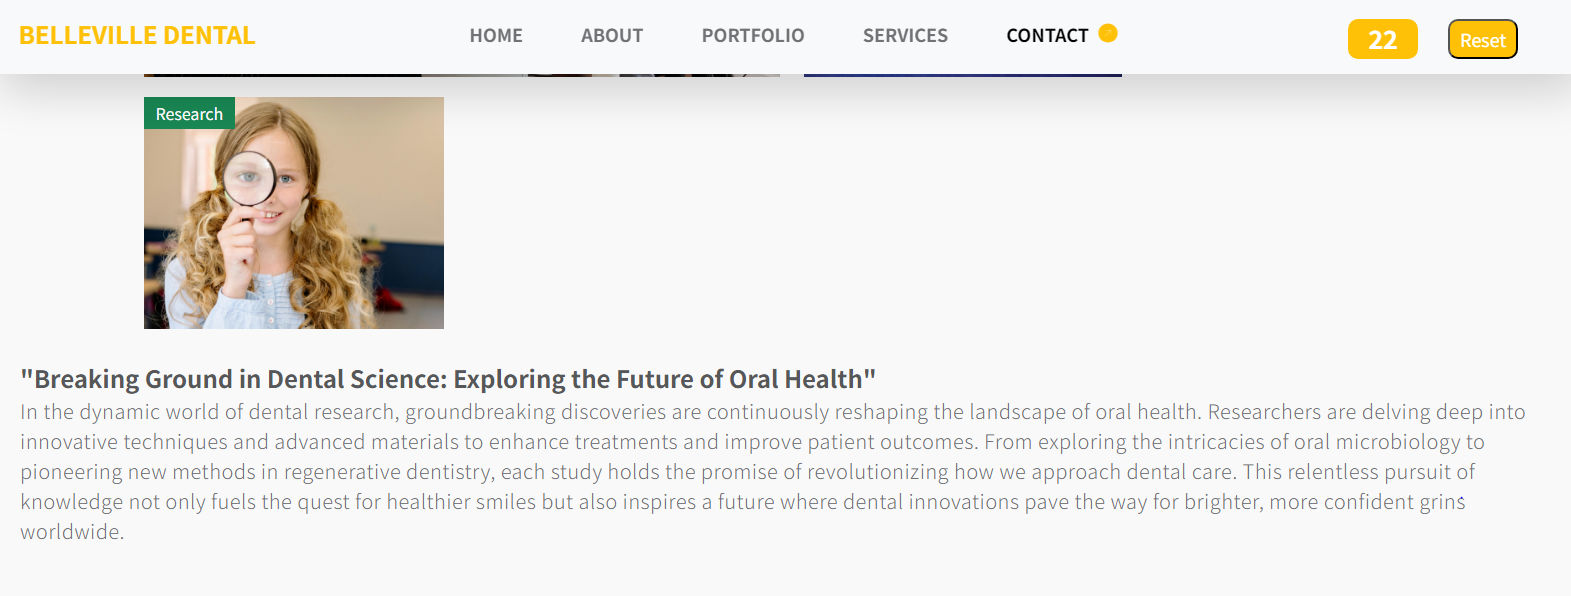 BELLEVILLE DENTAL HOME ABOUT PORTFOLIO SERVICES CONTACT 22 Reset
Research
"Breaking Ground in Dental Science: Exploring the Future of Oral Health"
In the dynamic world of dental research, groundbreaking discoveries are continuously reshaping the landscape of oral health. Researchers are delving deep into
innovative techniques and advanced materials to enhance treatments and improve patient outcomes. From exploring the intricacies of oral microbiology to
pioneering new methods in regenerative dentistry, each study holds the promise of revolutionizing how we approach dental care. This relentless pursuit of
knowledge not only fuels the quest for healthier smiles but also inspires a future where dental innovations pave the way for brighter, more confident grins
worldwide.